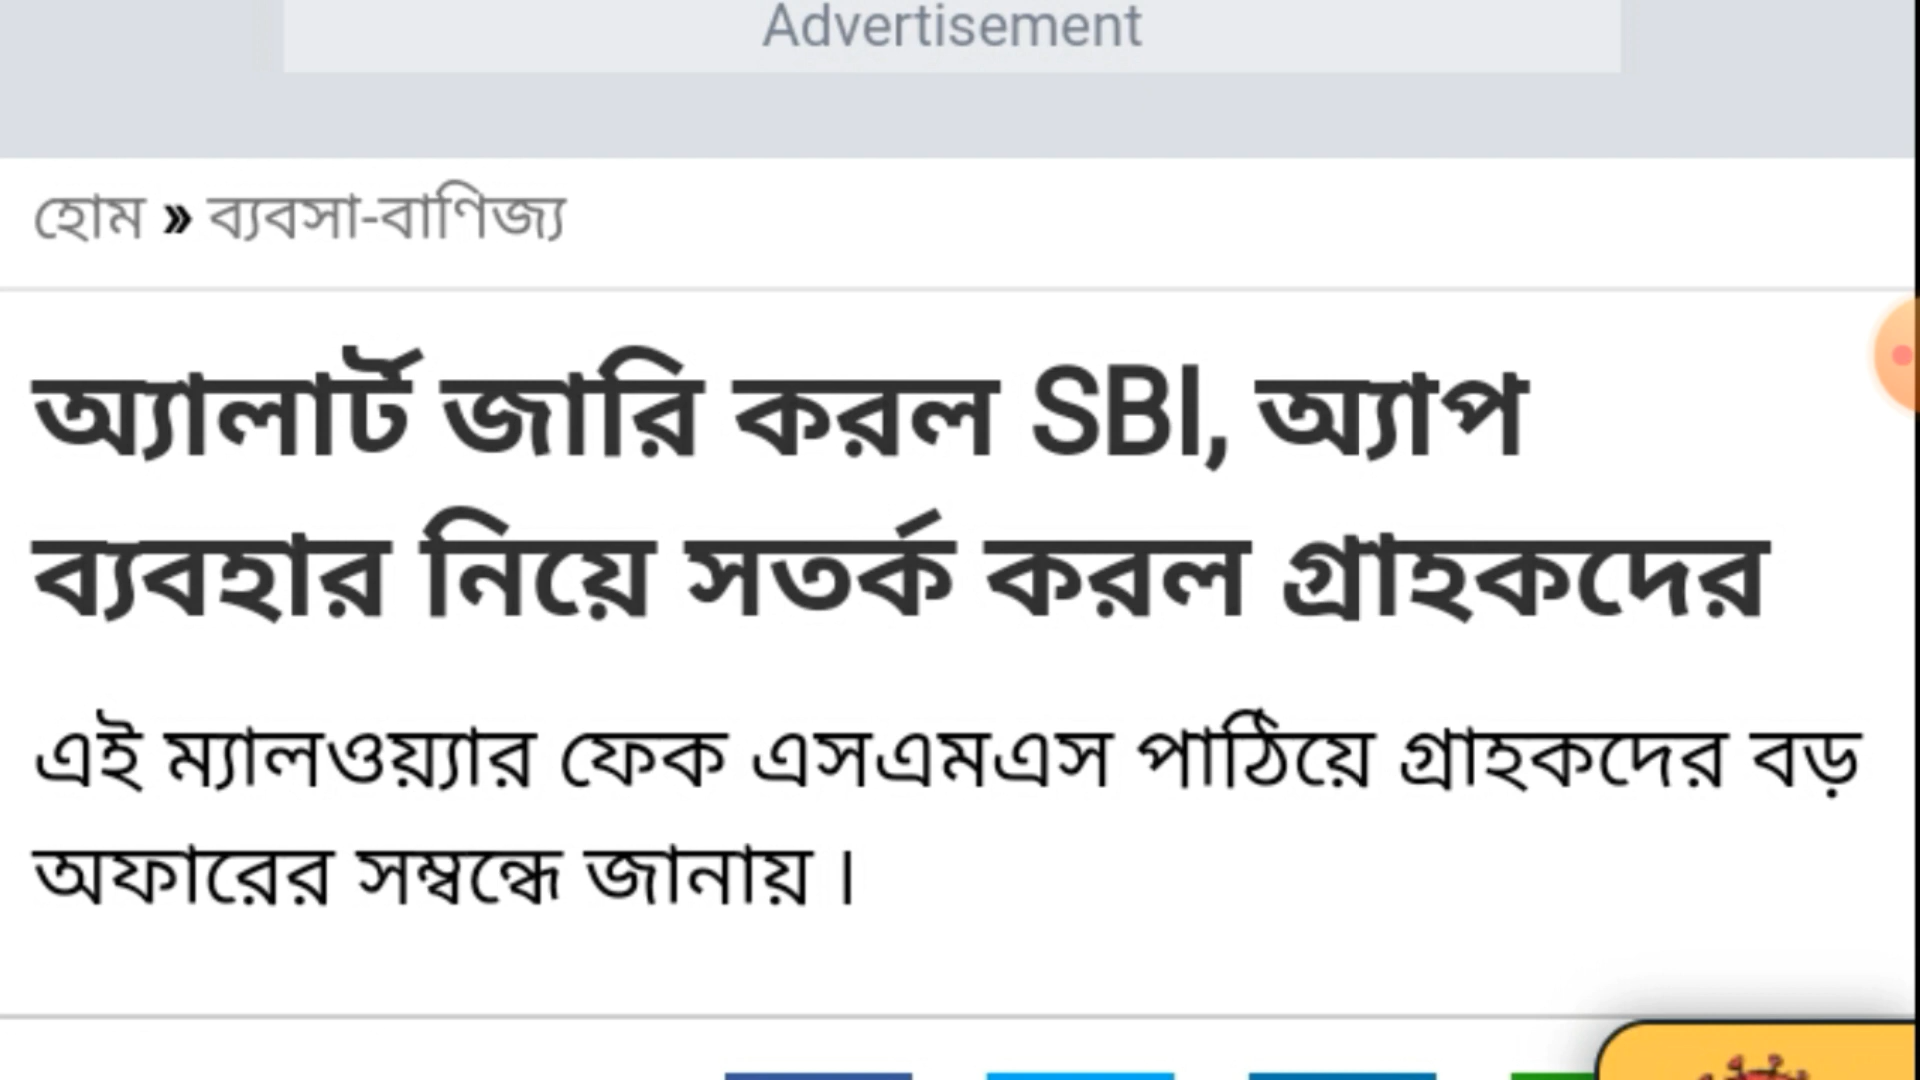 Advertisement
হোম » ব্যবসা-বাণিজ্য
অ্যালার্ট জারি করল SBI, অ্যাপ
ব্যবহার নিয়ে সতর্ক করল গ্রাহকদের
এই ম্যালওয়্যার ফেক এসএমএস পাঠিয়ে গ্রাহকদের বড়
অফারের সম্বন্ধে জানায় ।